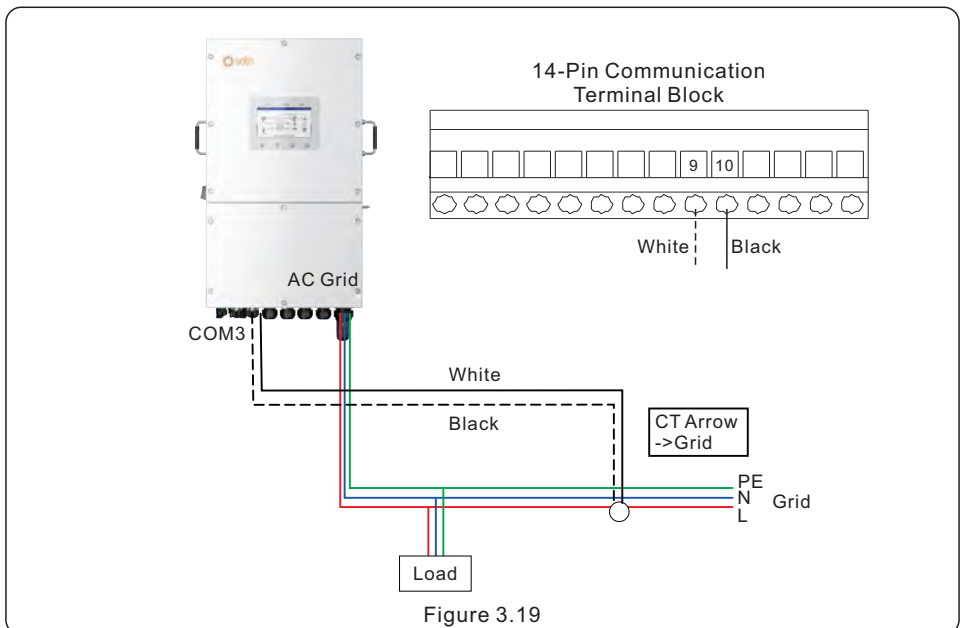 solis
14-Pin Communication
Terminal Block
9 10
White
Black
AC Grid
COM3
White
Black
CT Arrow
->Grid
PE
N
L
Grid
Load
Figure 3.19